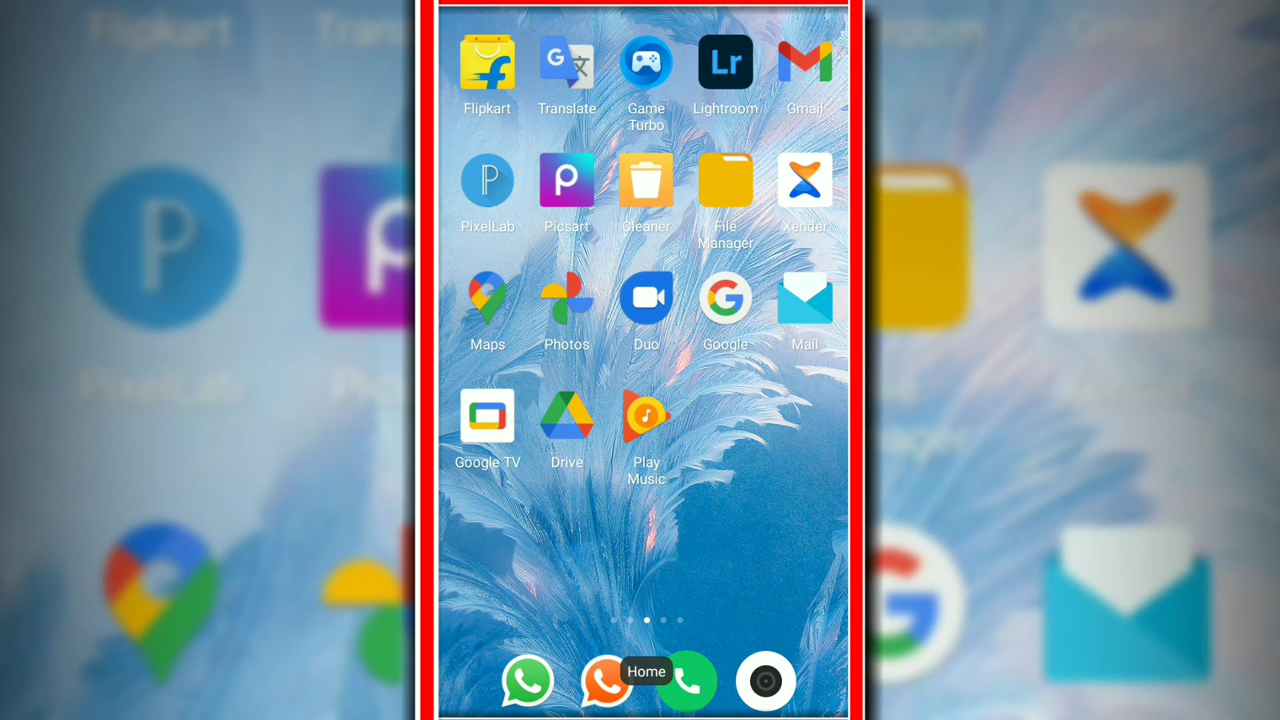 Flipkart
Translate
Game
Turbo
Lr
Lightroom
Gmail
PixelLab
Picsart
Cleaner
File
Manager
Xender
Maps
Photos
Duo
Google
Mail
Google TV
Drive
Play
Music
Home